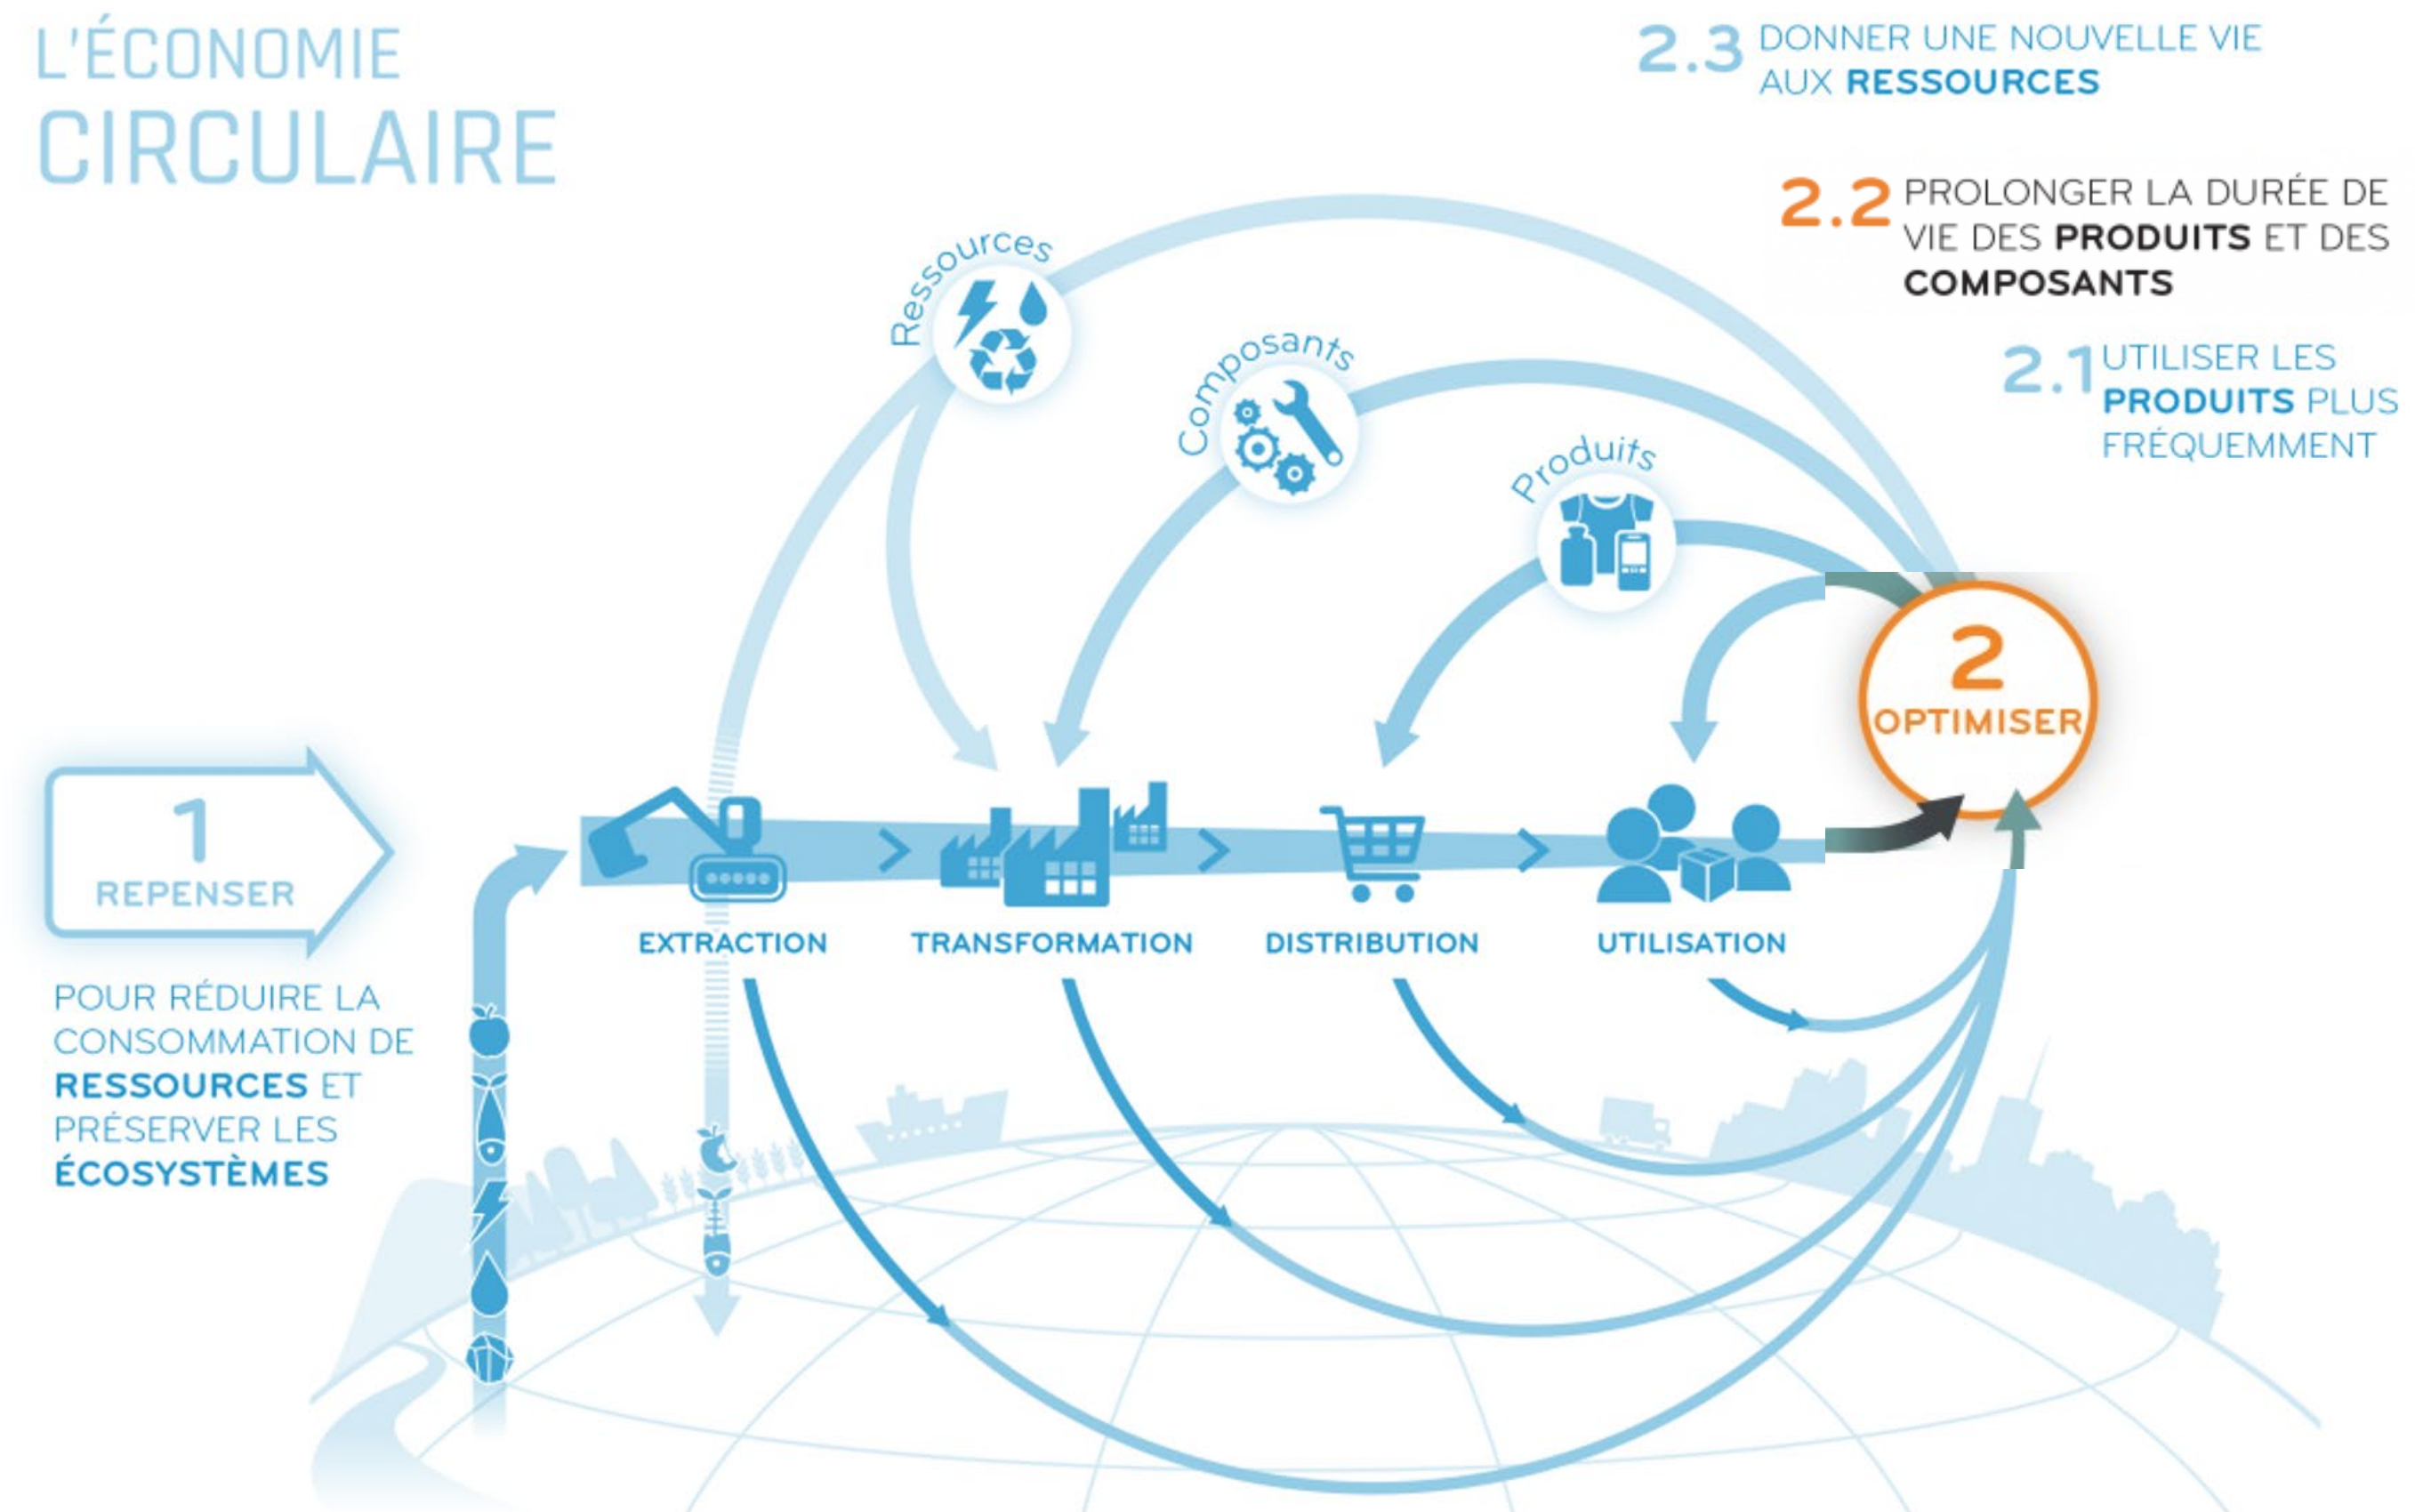 L'ÉCONOMIE
CIRCULAIRE
2.3 DONNER UNE NOUVELLE VIE
AUX RESSOURCES
2.2 PROLONGER LA DURÉE DE
VIE DES PRODUITS ET DES
COMPOSANTS
2.1 UTILISER LES
PRODUITS PLUS
FRÉQUEMMENT
Ressources
Composants
Produits
2
OPTIMISER
1
REPENSER
POUR RÉDUIRE LA
CONSOMMATION DE
RESSOURCES ET
PRÉSERVER LES
ÉCOSYSTÈMES
EXTRACTION
TRANSFORMATION
DISTRIBUTION
UTILISATION